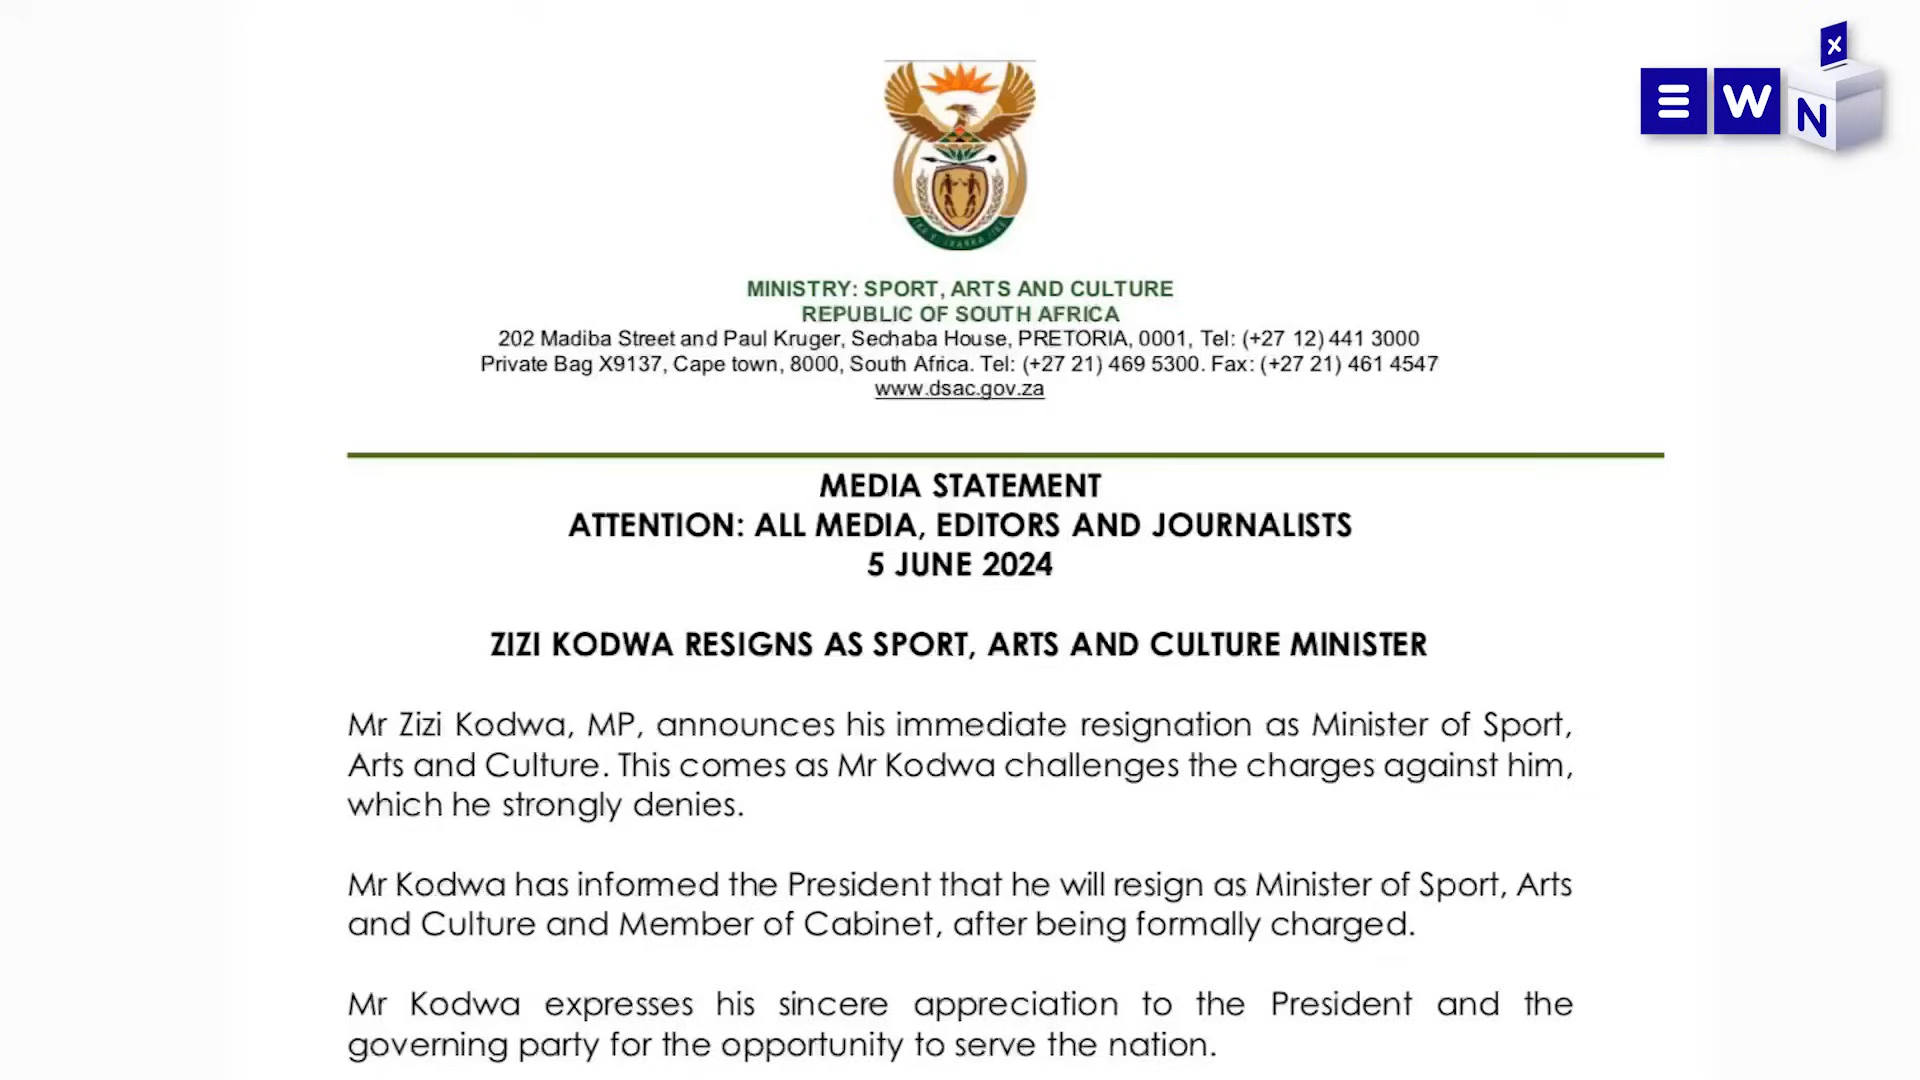 X
EWN
MINISTRY: SPORT, ARTS AND CULTURE
REPUBLIC OF SOUTH AFRICA
202 Madiba Street and Paul Kruger, Sechaba House, PRETORIA, 0001, Tel: (+27 12) 441 3000
Private Bag X9137, Cape town, 8000, South Africa. Tel: (+27 21) 469 5300. Fax: (+27 21) 461 4547
www.dsac.gov.za
MEDIA STATEMENT
ATTENTION: ALL MEDIA, EDITORS AND JOURNALISTS
5 JUNE 2024
ZIZI KODWA RESIGNS AS SPORT, ARTS AND CULTURE MINISTER
Mr Zizi Kodwa, MP, announces his immediate resignation as Minister of Sport,
Arts and Culture. This comes as Mr Kodwa challenges the charges against him,
which he strongly denies.
Mr Kodwa has informed the President that he will resign as Minister of Sport, Arts
and Culture and Member of Cabinet, after being formally charged.
Mr Kodwa expresses his sincere appreciation to the President and the
governing party for the opportunity to serve the nation.